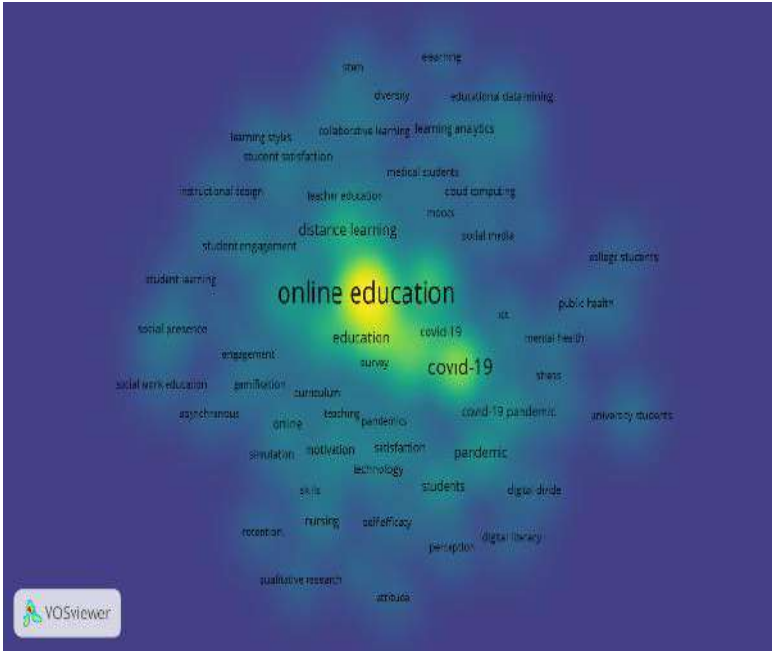 elearning
stem
diversity
educational data mining
collaborative learning
learning analytics
learning styles
student satisfaction
medical students
instructional design
teacher education
cloud computing
moocs
distance learning
social media
student engagement
college students
student learning
online education
public health
ict
social presence
education
covid 19
mental health
engagement
survey
covid-19
stress
social work education
gamification
curriculum
asynchronous
teaching
covid-19 pandemic
university students
online
pandemics
simulation
motivation
satisfaction
pandemic
technology
skills
students
digital divide
retention
nursing
self efficacy
perception
digital literacy
qualitative research
attitude
VOSviewer